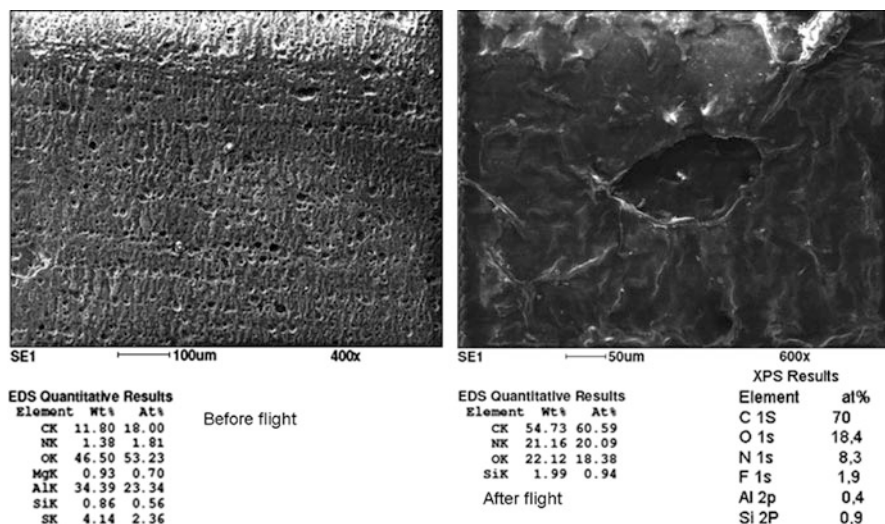 SE1 100um 400x
EDS Quantitative Results
Element Wt% At%
CK 11.80 18.00
NK 1.38 1.81
OK 46.50 53.23
MgK 0.93 0.70
AlK 34.39 23.34
SiK 0.86 0.56
SK 4.14 2.36
Before flight
SE1 50um 600x
EDS Quantitative Results
Element Wt% At%
CK 54.73 60.59
NK 21.16 20.09
OK 22.12 18.38
SiK 1.99 0.94
After flight
XPS Results
Element at%
C 1S 70
O 1s 18,4
N 1s 8,3
F 1s 1,9
Al 2p 0,4
Si 2P 0,9